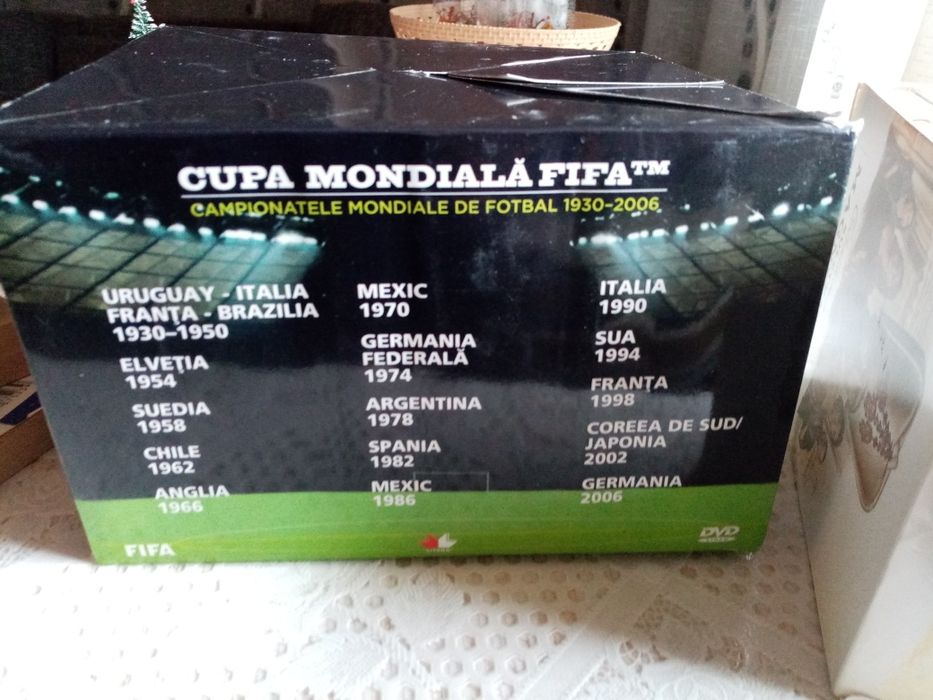 CUPA MONDIALĂ FIFA™
CAMPIONATELE MONDIALE DE FOTBAL 1930-2006
URUGUAY - ITALIA
FRANȚA - BRAZILIA
1930-1950
ELVEȚIA
1954
SUEDIA
1958
CHILE
1962
ANGLIA
1966
MEXIC
1970
GERMANIA
FEDERALĂ
1974
ARGENTINA
1978
SPANIA
1982
MEXIC
1986
ITALIA
1990
SUA
1994
FRANȚA
1998
COREEA DE SUD/
JAPONIA
2002
GERMANIA
2006
FIFA
DVD
VIDEO